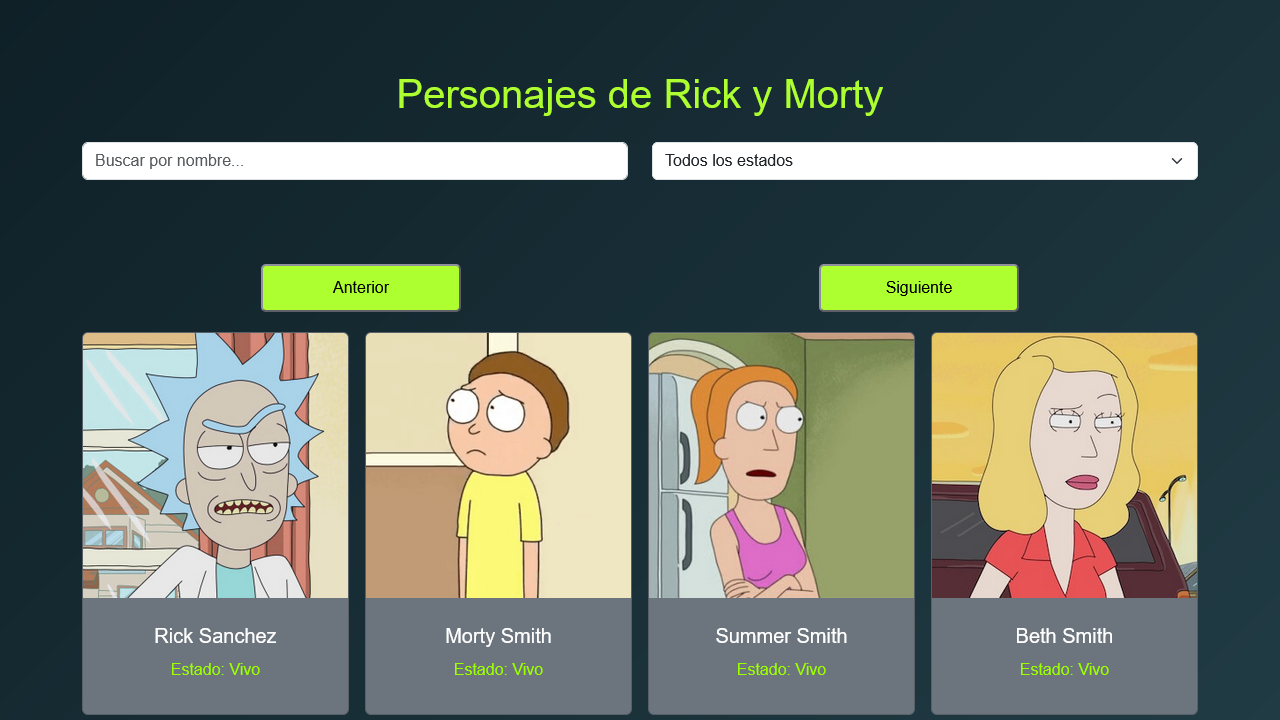 Personajes de Rick y Morty
Buscar por nombre...
Todos los estados
Anterior
Siguiente
Rick Sanchez
Estado: Vivo
Morty Smith
Estado: Vivo
Summer Smith
Estado: Vivo
Beth Smith
Estado: Vivo